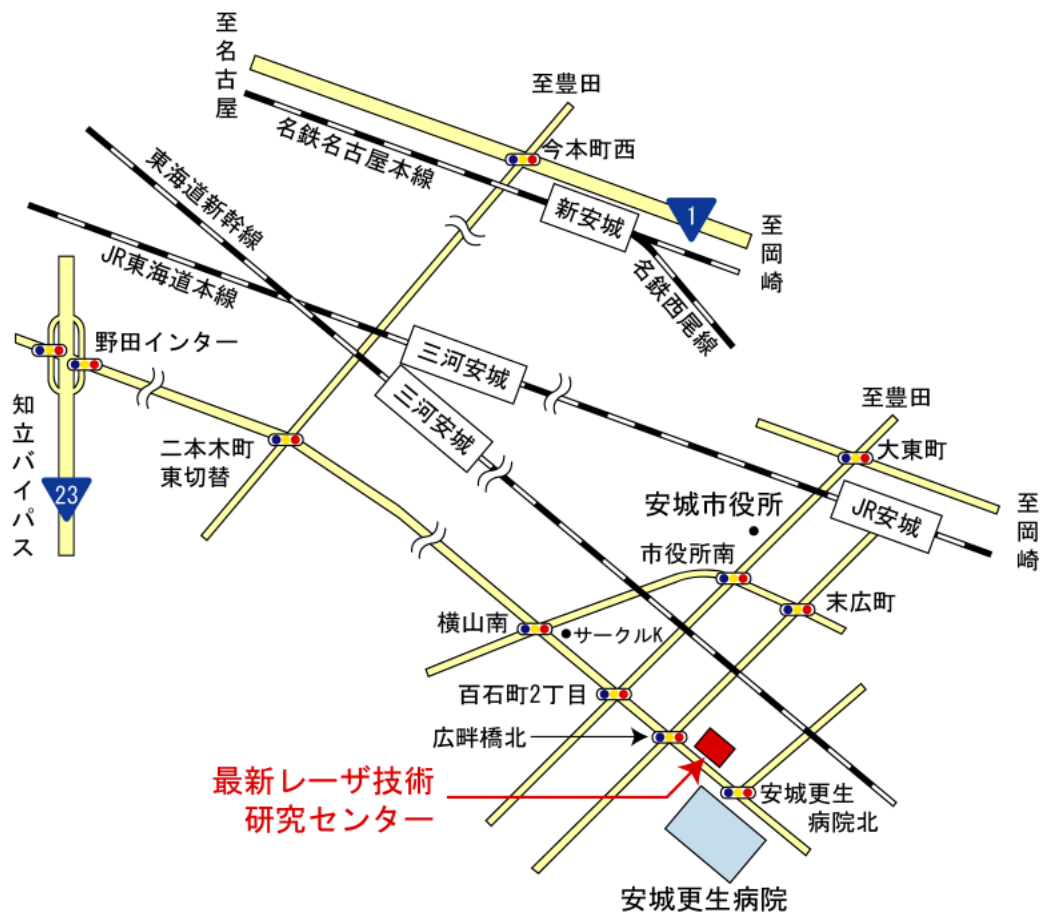 至名古屋
至豊田
名鉄名古屋本線
今本町西
東海道新幹線
新安城
1
至岡崎
JR東海道本線
名鉄西尾線
野田インター
三河安城
三河安城
知立バイパス
23
二本木町
東切替
至豊田
大東町
安城市役所
JR安城
至岡崎
市役所南
末広町
横山南
サークルK
百石町2丁目
広畔橋北
最新レーザ技術
研究センター
安城更生
病院北
安城更生病院